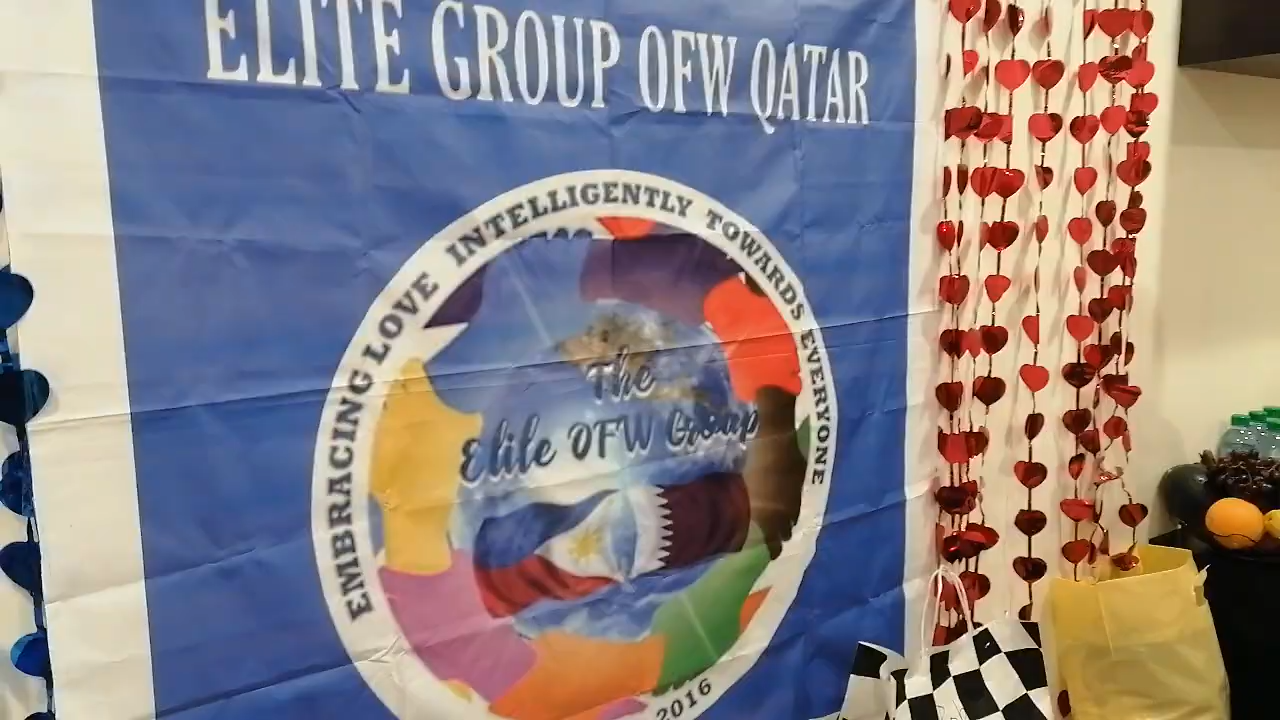 ELITE GROUP OFW QATAR
EMBRACING LOVE INTELLIGENTLY TOWARDS EVERYONE
The
Elite OFW Group
2016